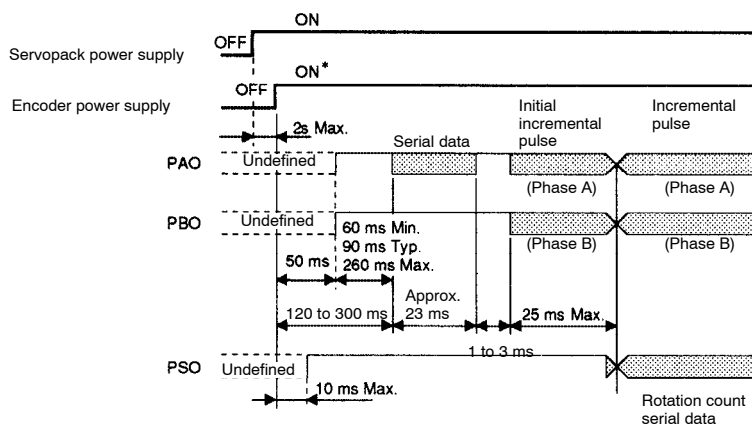 ON
OFF
Servopack power supply
ON*
OFF
Encoder power supply
2s Max.
Initial incremental pulse
Incremental pulse
Serial data
PAO
Undefined
(Phase A)
(Phase A)
PBO
Undefined
(Phase B)
(Phase B)
60 ms Min.
90 ms Typ.
260 ms Max.
50 ms
120 to 300 ms
Approx.
23 ms
25 ms Max.
1 to 3 ms
PSO
Undefined
10 ms Max.
Rotation count
serial data